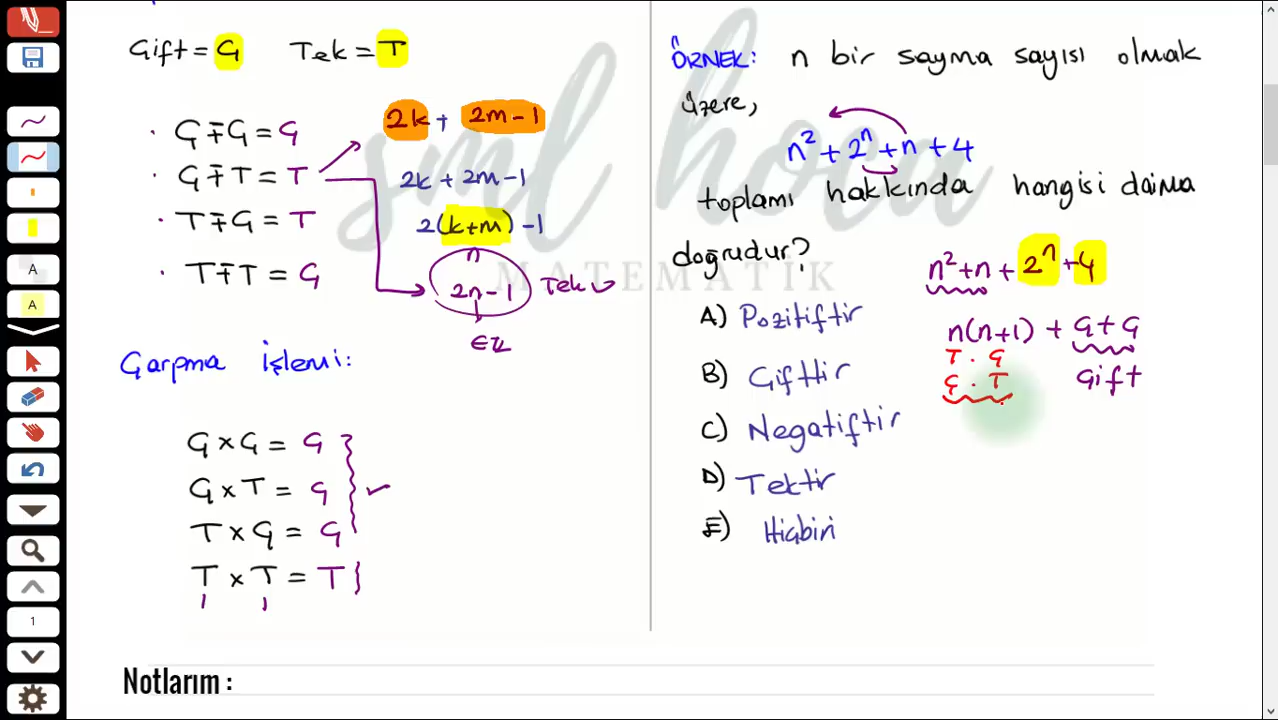 Çift = Ç Tek = T
· Ç ∓ Ç = Ç
· Ç ∓ T = T
· T ∓ Ç = T
· T ∓ T = Ç
2k + 2m - 1
2k + 2m - 1
2(k+m) - 1
n
2n - 1 Tek
∈ Z
Çarpma İşlemi:
Ç × Ç = Ç
Ç × T = Ç
T × Ç = Ç
T × T = T
ÖRNEK: n bir sayma sayısı olmak
üzere,
n² + 2ⁿ + n + 4
toplamı hakkında hangisi daima
doğrudur?
A) Pozitiftir
B) Çifttir
C) Negatiftir
D) Tektir
E) Hiçbiri
n² + n + 2ⁿ + 4
n(n+1) + Ç + Ç
T · Ç
Ç · T Çift
sml hoca
MATEMATİK
Notlarım :
A
A
1